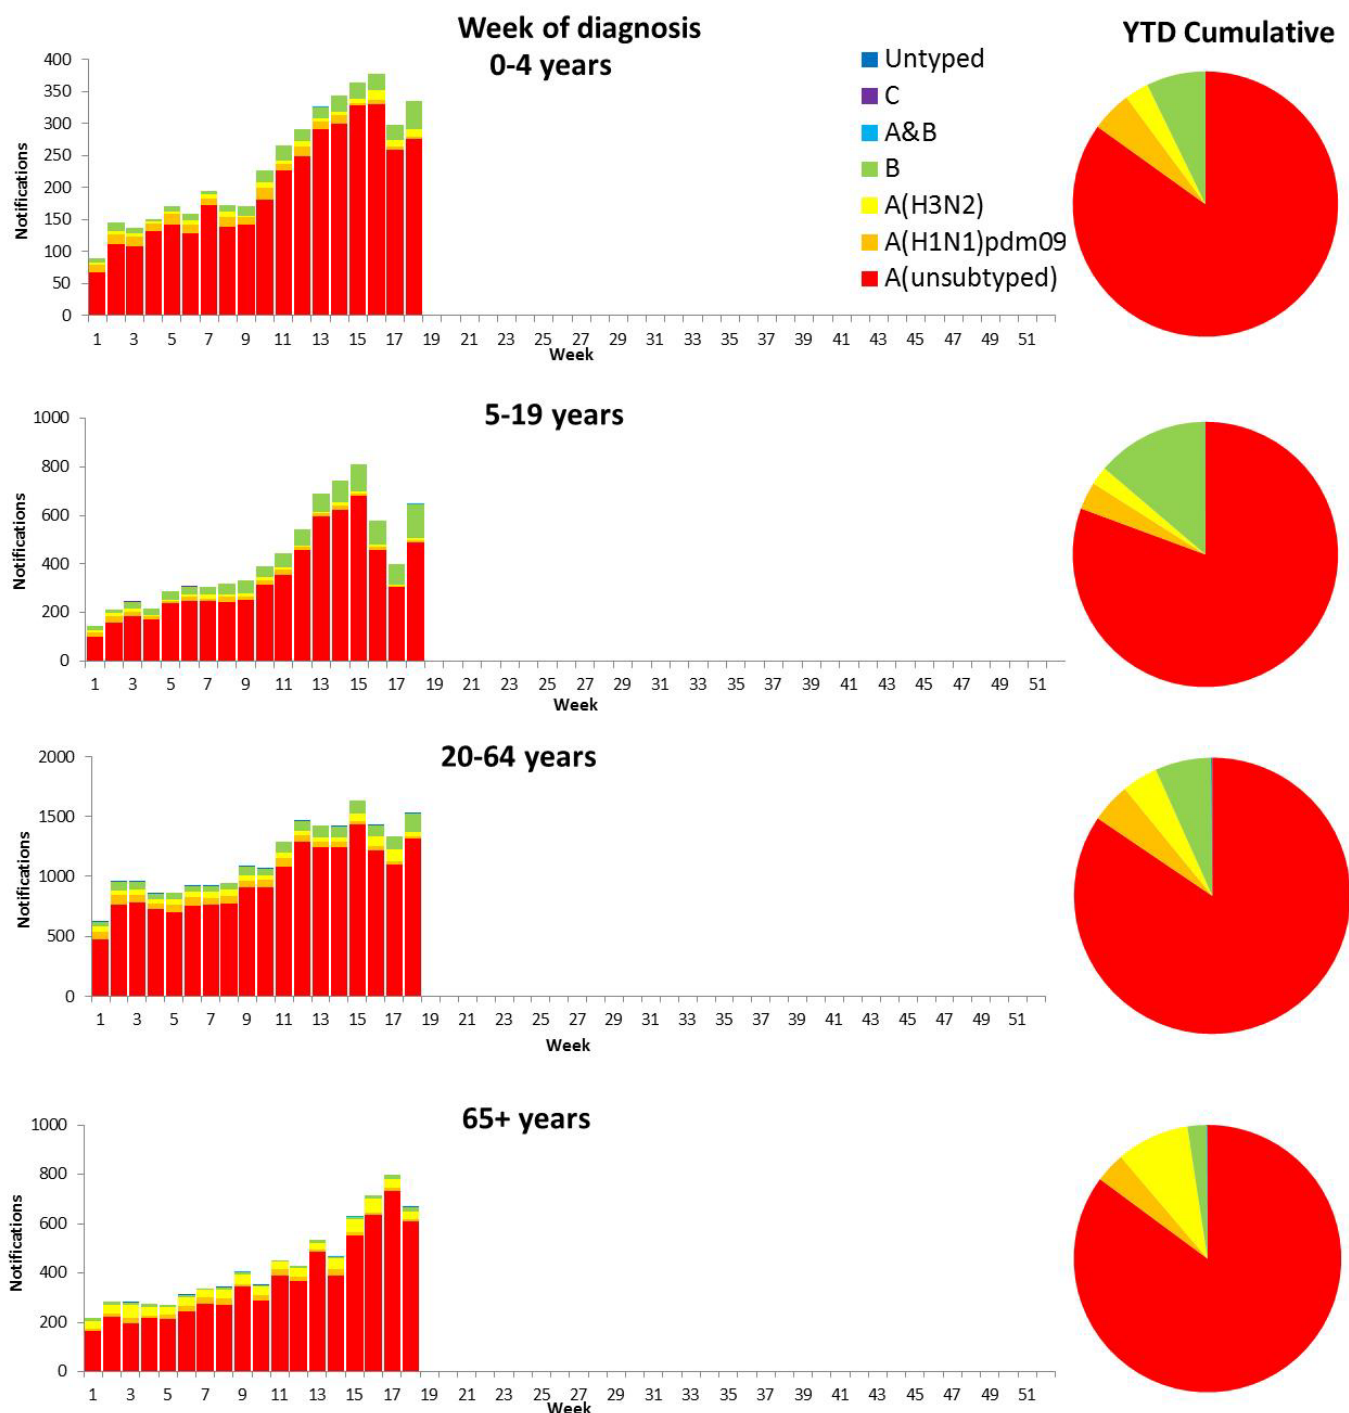 Week of diagnosis
0-4 years
YTD Cumulative
Untyped
C
A&B
B
A(H3N2)
A(H1N1)pdm09
A(unsubtyped)
Notifications
400
350
300
250
200
150
100
50
0
1 3 5 7 9 11 13 15 17 19 21 23 25 27 29 31 33 35 37 39 41 43 45 47 49 51
Week
5-19 years
Notifications
1000
800
600
400
200
0
1 3 5 7 9 11 13 15 17 19 21 23 25 27 29 31 33 35 37 39 41 43 45 47 49 51
Week
20-64 years
Notifications
2000
1500
1000
500
0
1 3 5 7 9 11 13 15 17 19 21 23 25 27 29 31 33 35 37 39 41 43 45 47 49 51
Week
65+ years
Notifications
1000
800
600
400
200
0
1 3 5 7 9 11 13 15 17 19 21 23 25 27 29 31 33 35 37 39 41 43 45 47 49 51
Week